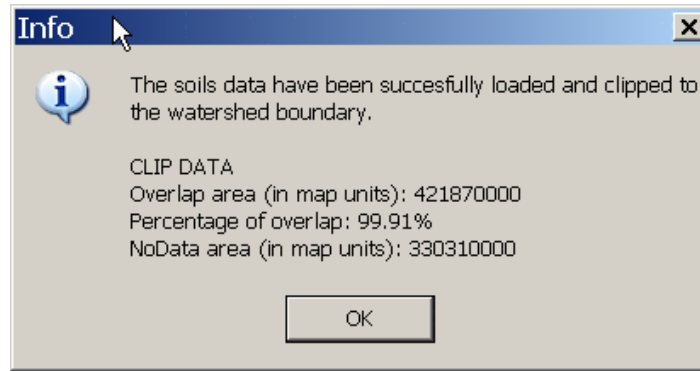 Info
The soils data have been succesfully loaded and clipped to
the watershed boundary.
CLIP DATA
Overlap area (in map units): 421870000
Percentage of overlap: 99.91%
NoData area (in map units): 330310000
OK